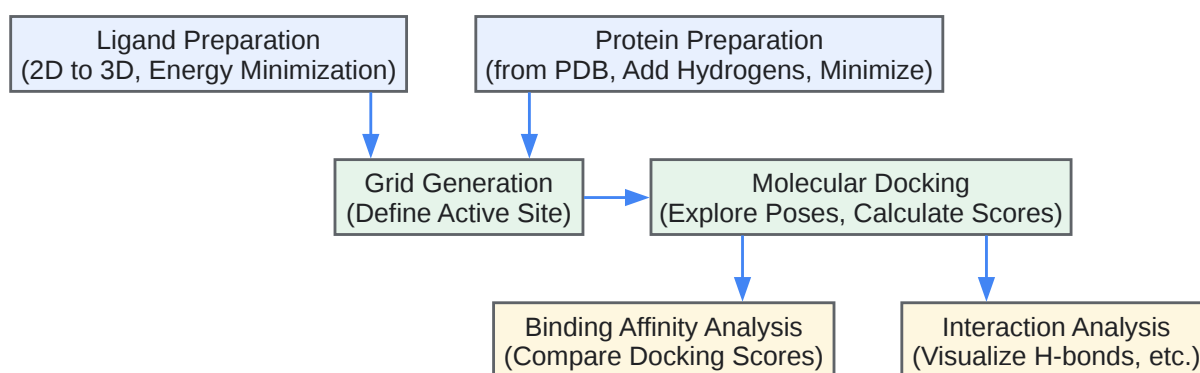 Ligand Preparation
(2D to 3D, Energy Minimization)
Protein Preparation
(from PDB, Add Hydrogens, Minimize)
Grid Generation
(Define Active Site)
Molecular Docking
(Explore Poses, Calculate Scores)
Binding Affinity Analysis
(Compare Docking Scores)
Interaction Analysis
(Visualize H-bonds, etc.)